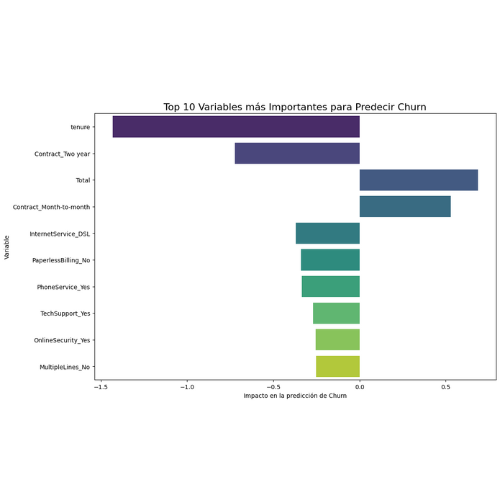 Top 10 Variables más Importantes para Predecir Churn
tenure
Contract_Two year
Total
Contract_Month-to-month
InternetService_DSL
PaperlessBilling_No
PhoneService_Yes
TechSupport_Yes
OnlineSecurity_Yes
MultipleLines_No
Variable
−1.5 −1.0 −0.5 0.0 0.5
Impacto en la predicción de Churn